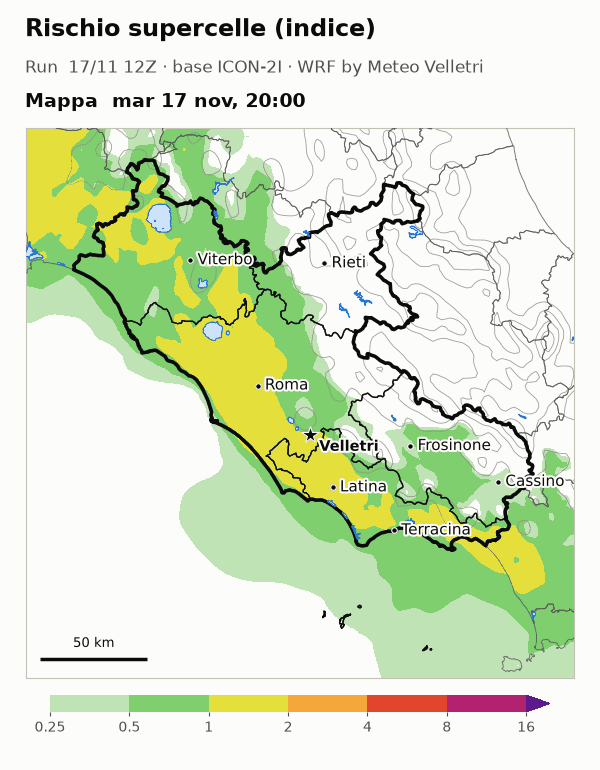 Rischio supercelle (indice)
Run  17/11 12Z · base ICON-2I · WRF by Meteo Velletri
Mappa  mar 17 nov, 20:00
Viterbo
Rieti
Roma
Velletri
Frosinone
Latina
Cassino
Terracina
50 km
0.25 0.5 1 2 4 8 16